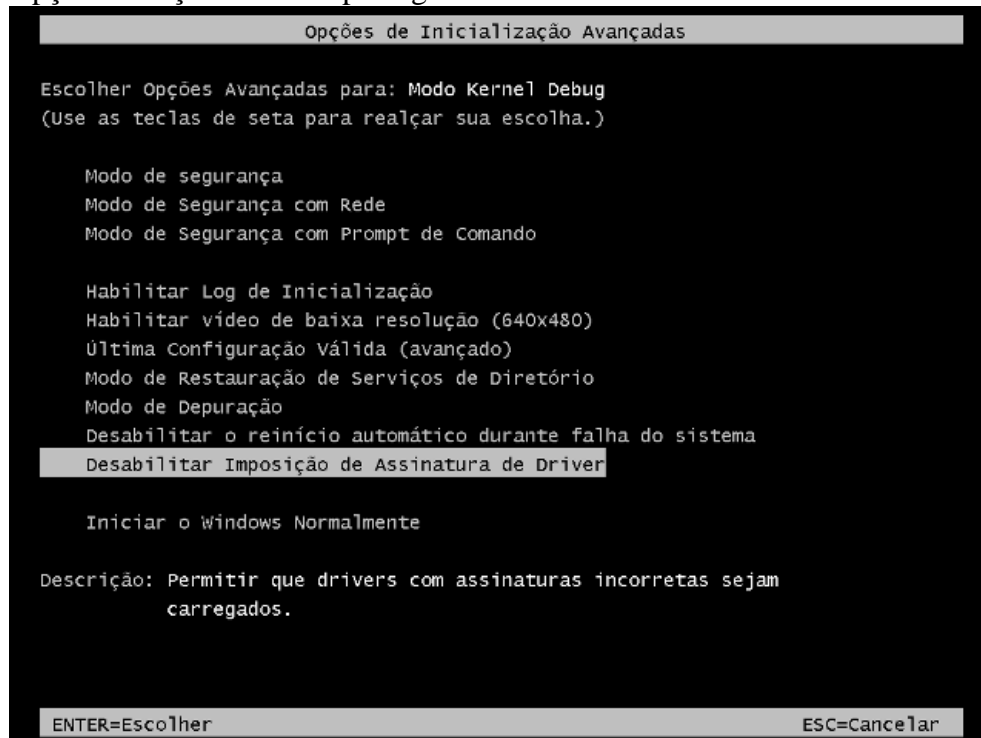 Opções de Inicialização Avançadas
Escolher Opções Avançadas para: Modo Kernel Debug
(Use as teclas de seta para realçar sua escolha.)
Modo de segurança
Modo de Segurança com Rede
Modo de Segurança com Prompt de Comando
Habilitar Log de Inicialização
Habilitar vídeo de baixa resolução (640x480)
Última Configuração Válida (avançado)
Modo de Restauração de Serviços de Diretório
Modo de Depuração
Desabilitar o reinício automático durante falha do sistema
Desabilitar Imposição de Assinatura de Driver
Iniciar o Windows Normalmente
Descrição: Permitir que drivers com assinaturas incorretas sejam
carregados.
ENTER=Escolher ESC=Cancelar